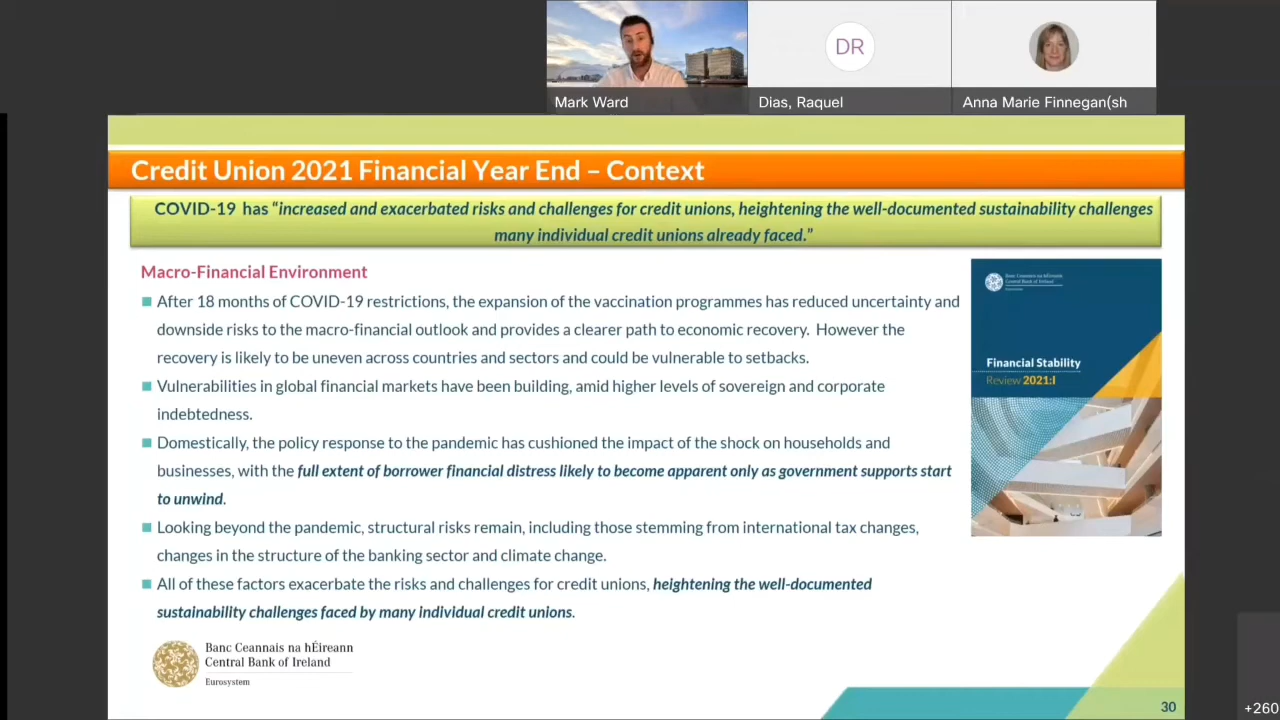 DR
Mark Ward
Dias, Raquel
Anna Marie Finnegan(sh
Credit Union 2021 Financial Year End – Context
COVID-19 has “increased and exacerbated risks and challenges for credit unions, heightening the well-documented sustainability challenges
many individual credit unions already faced.”
Macro-Financial Environment
After 18 months of COVID-19 restrictions, the expansion of the vaccination programmes has reduced uncertainty and
downside risks to the macro-financial outlook and provides a clearer path to economic recovery. However the
recovery is likely to be uneven across countries and sectors and could be vulnerable to setbacks.
Vulnerabilities in global financial markets have been building, amid higher levels of sovereign and corporate
indebtedness.
Domestically, the policy response to the pandemic has cushioned the impact of the shock on households and
businesses, with the full extent of borrower financial distress likely to become apparent only as government supports start
to unwind.
Looking beyond the pandemic, structural risks remain, including those stemming from international tax changes,
changes in the structure of the banking sector and climate change.
All of these factors exacerbate the risks and challenges for credit unions, heightening the well-documented
sustainability challenges faced by many individual credit unions.
Banc Ceannais na hÉireann
Central Bank of Ireland
Financial Stability
Review 2021:I
Banc Ceannais na hÉireann
Central Bank of Ireland
Eurosystem
30
+260